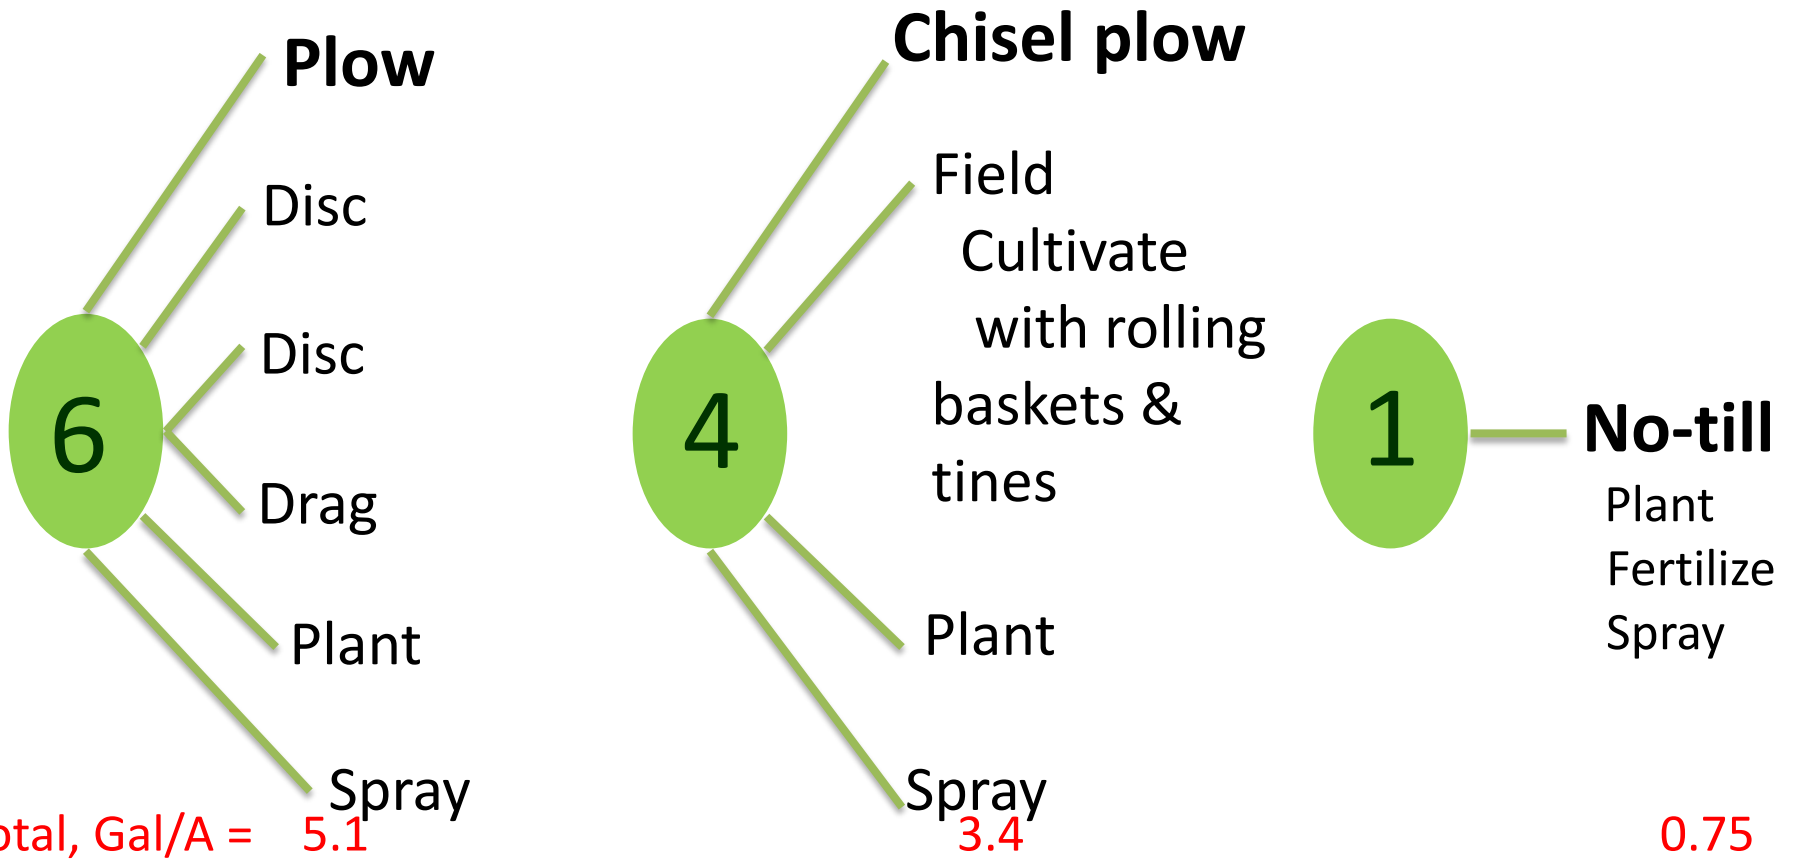 Plow
Disc
Disc
6
Drag
Plant
Spray
Chisel plow
Field
Cultivate
with rolling
baskets &
tines
4
Plant
Spray
1
No-till
Plant
Fertilize
Spray
otal, Gal/A = 5.1 3.4 0.75